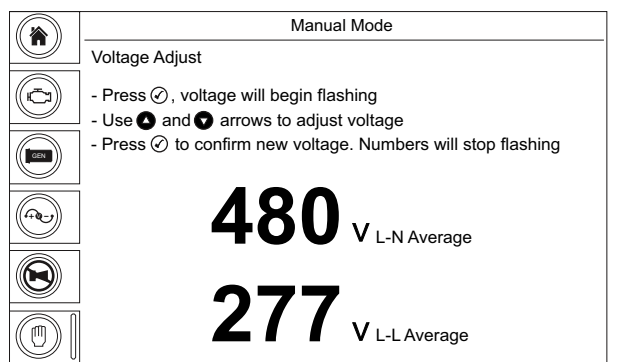 Manual Mode
Voltage Adjust
- Press ✓, voltage will begin flashing
- Use ▲ and ▼ arrows to adjust voltage
- Press ✓ to confirm new voltage. Numbers will stop flashing
GEN
480 V L-N Average
277 V L-L Average